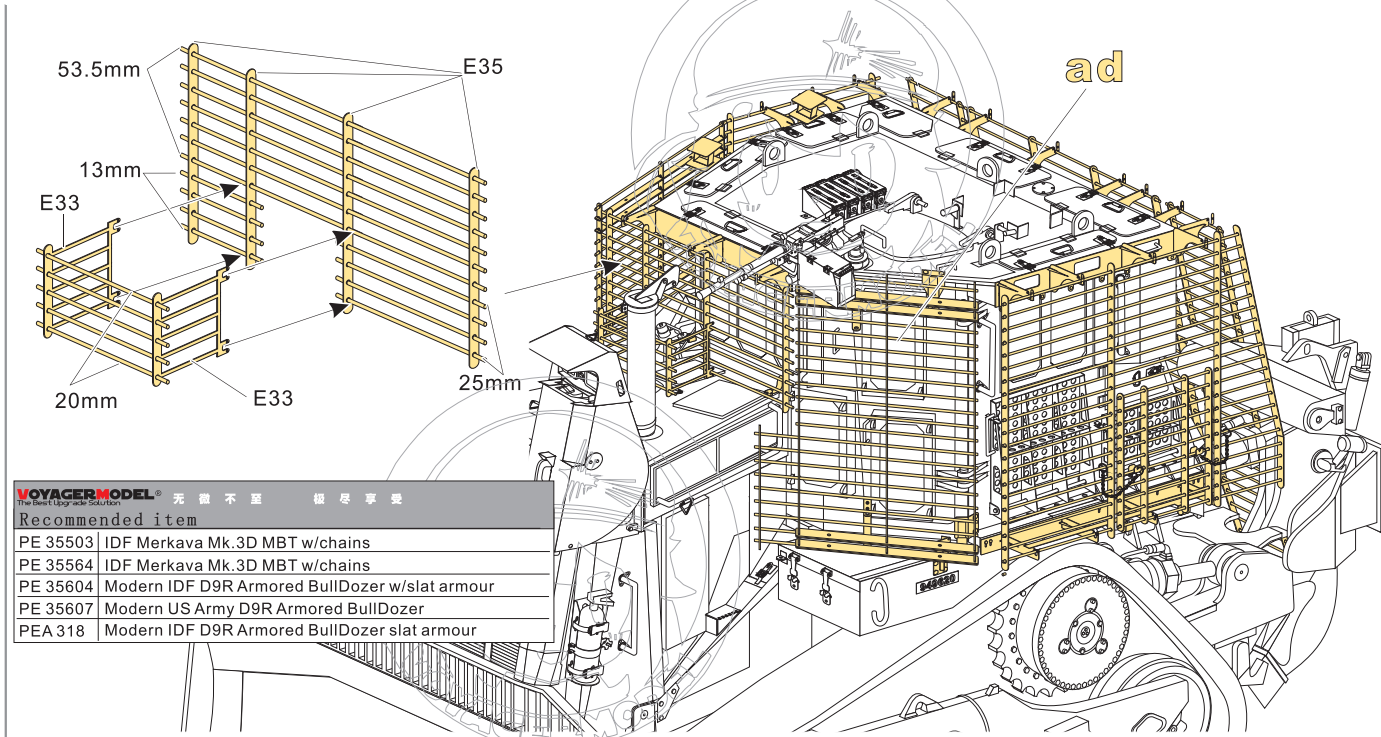 ad
E35
53.5mm
13mm
E33
25mm
20mm
E33
VOYAGERMODEL®
The Best Upgrade Solution
无微不至 极尽享受
Recommended item
PE 35503 IDF Merkava Mk.3D MBT w/chains
PE 35564 IDF Merkava Mk.3D MBT w/chains
PE 35604 Modern IDF D9R Armored BullDozer w/slat armour
PE 35607 Modern US Army D9R Armored BullDozer
PEA 318 Modern IDF D9R Armored BullDozer slat armour
949620